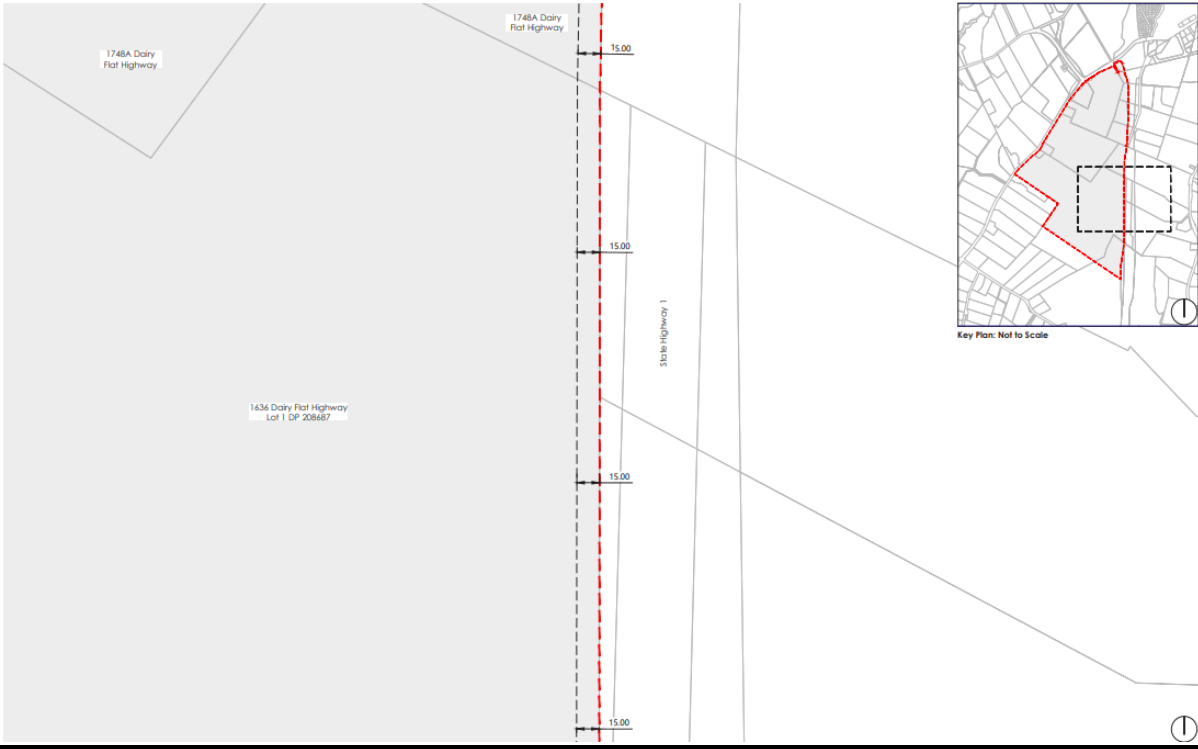 1748A Dairy
Flat Highway
1748A Dairy
Flat Highway
15.00
15.00
State Highway 1
Key Plan: Not to Scale
1636 Dairy Flat Highway
Lot 1 DP 208687
15.00
15.00